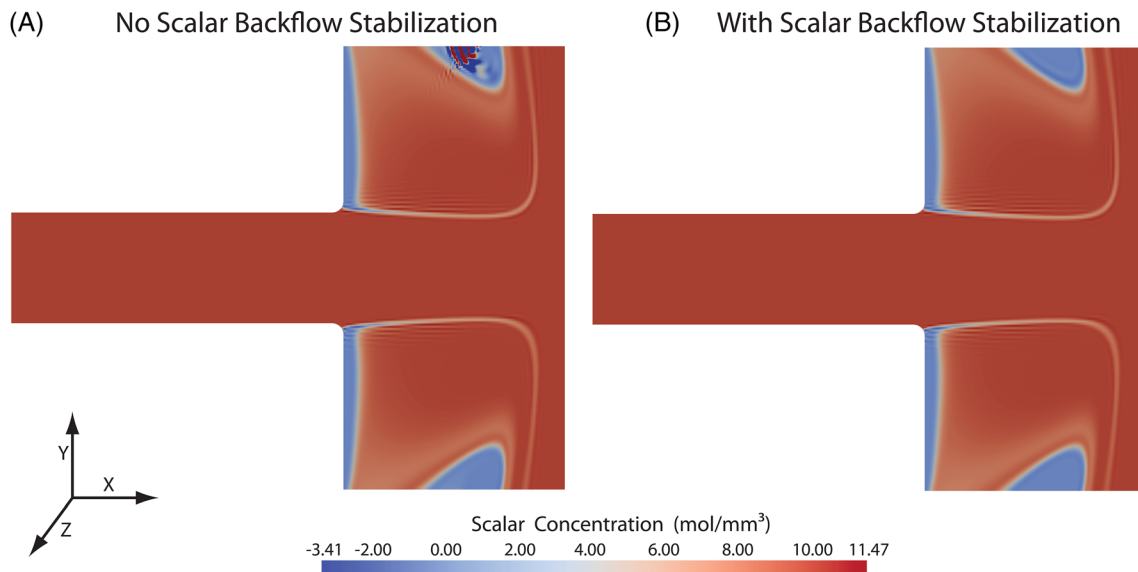 (A) No Scalar Backflow Stabilization
(B) With Scalar Backflow Stabilization
Y
X
Z
Scalar Concentration (mol/mm³)
-3.41 -2.00 0.00 2.00 4.00 6.00 8.00 10.00 11.47